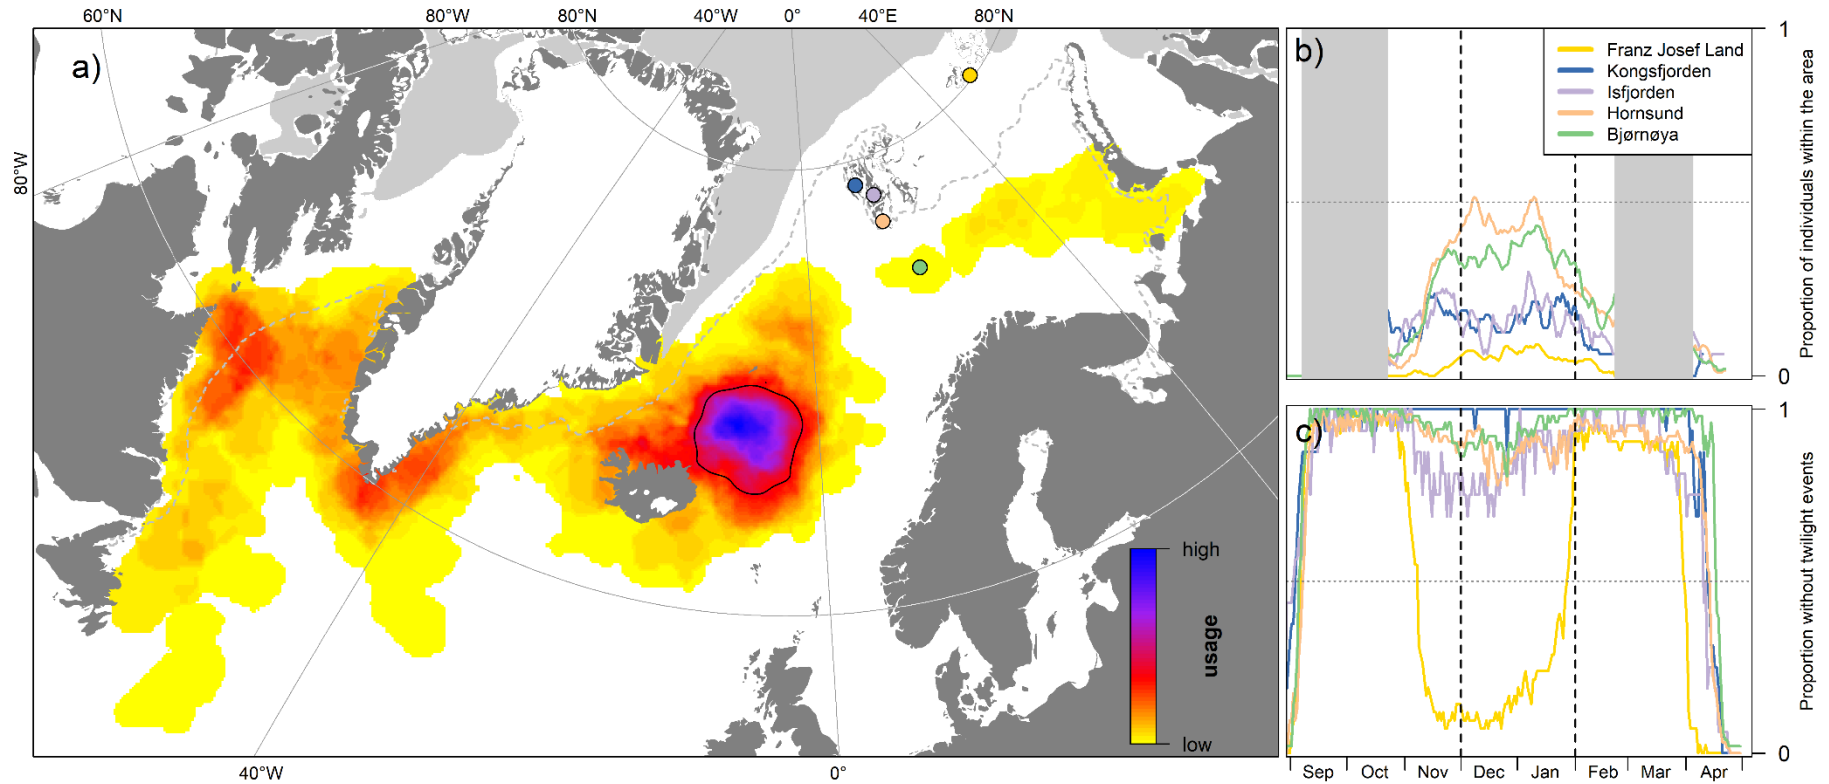 60°N 80°W 80°N 40°W 0° 40°E 80°N
a)
80°W
high
usage
low
40°W 0°
b)
Franz Josef Land
Kongsfjorden
Isfjorden
Hornsund
Bjørnøya
1
Proportion of individuals within the area
0
c)
1
Proportion without twilight events
0
Sep Oct Nov Dec Jan Feb Mar Apr